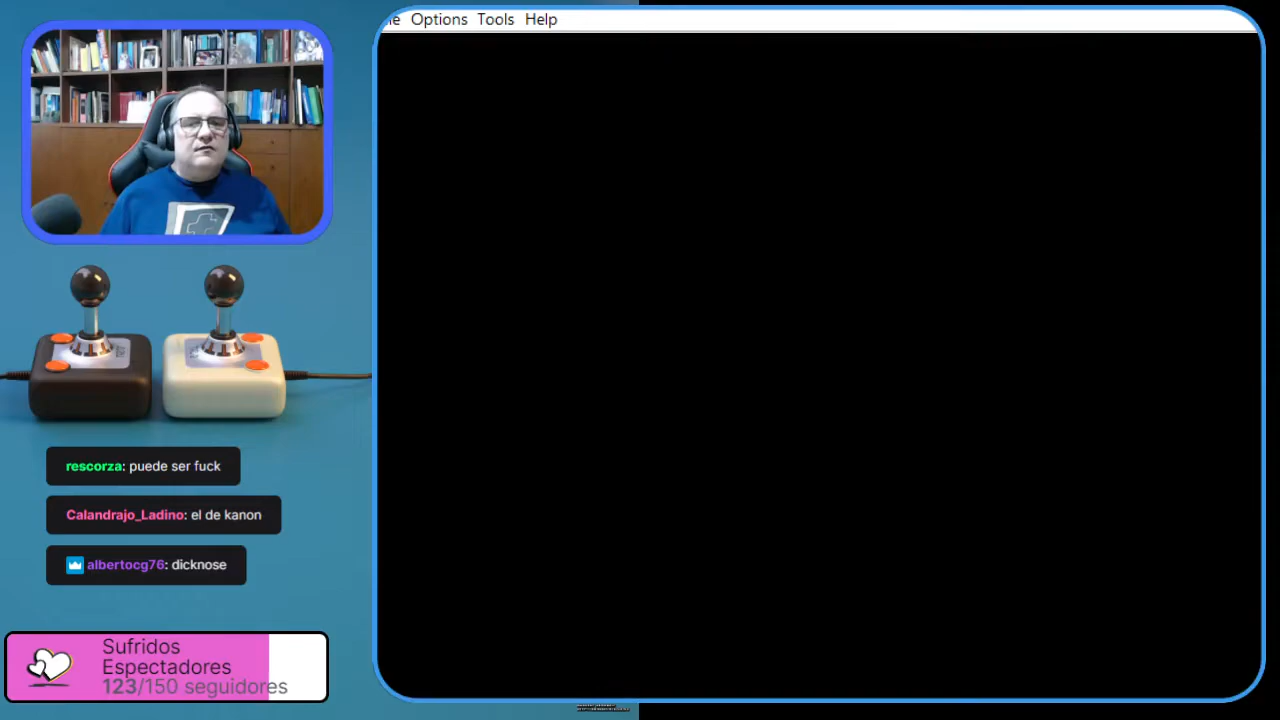 Options Tools Help
rescorza: puede ser fuck
Calandrajo_Ladino: el de kanon
albertocg76: dicknose
Sufridos
Espectadores
123/150 seguidores